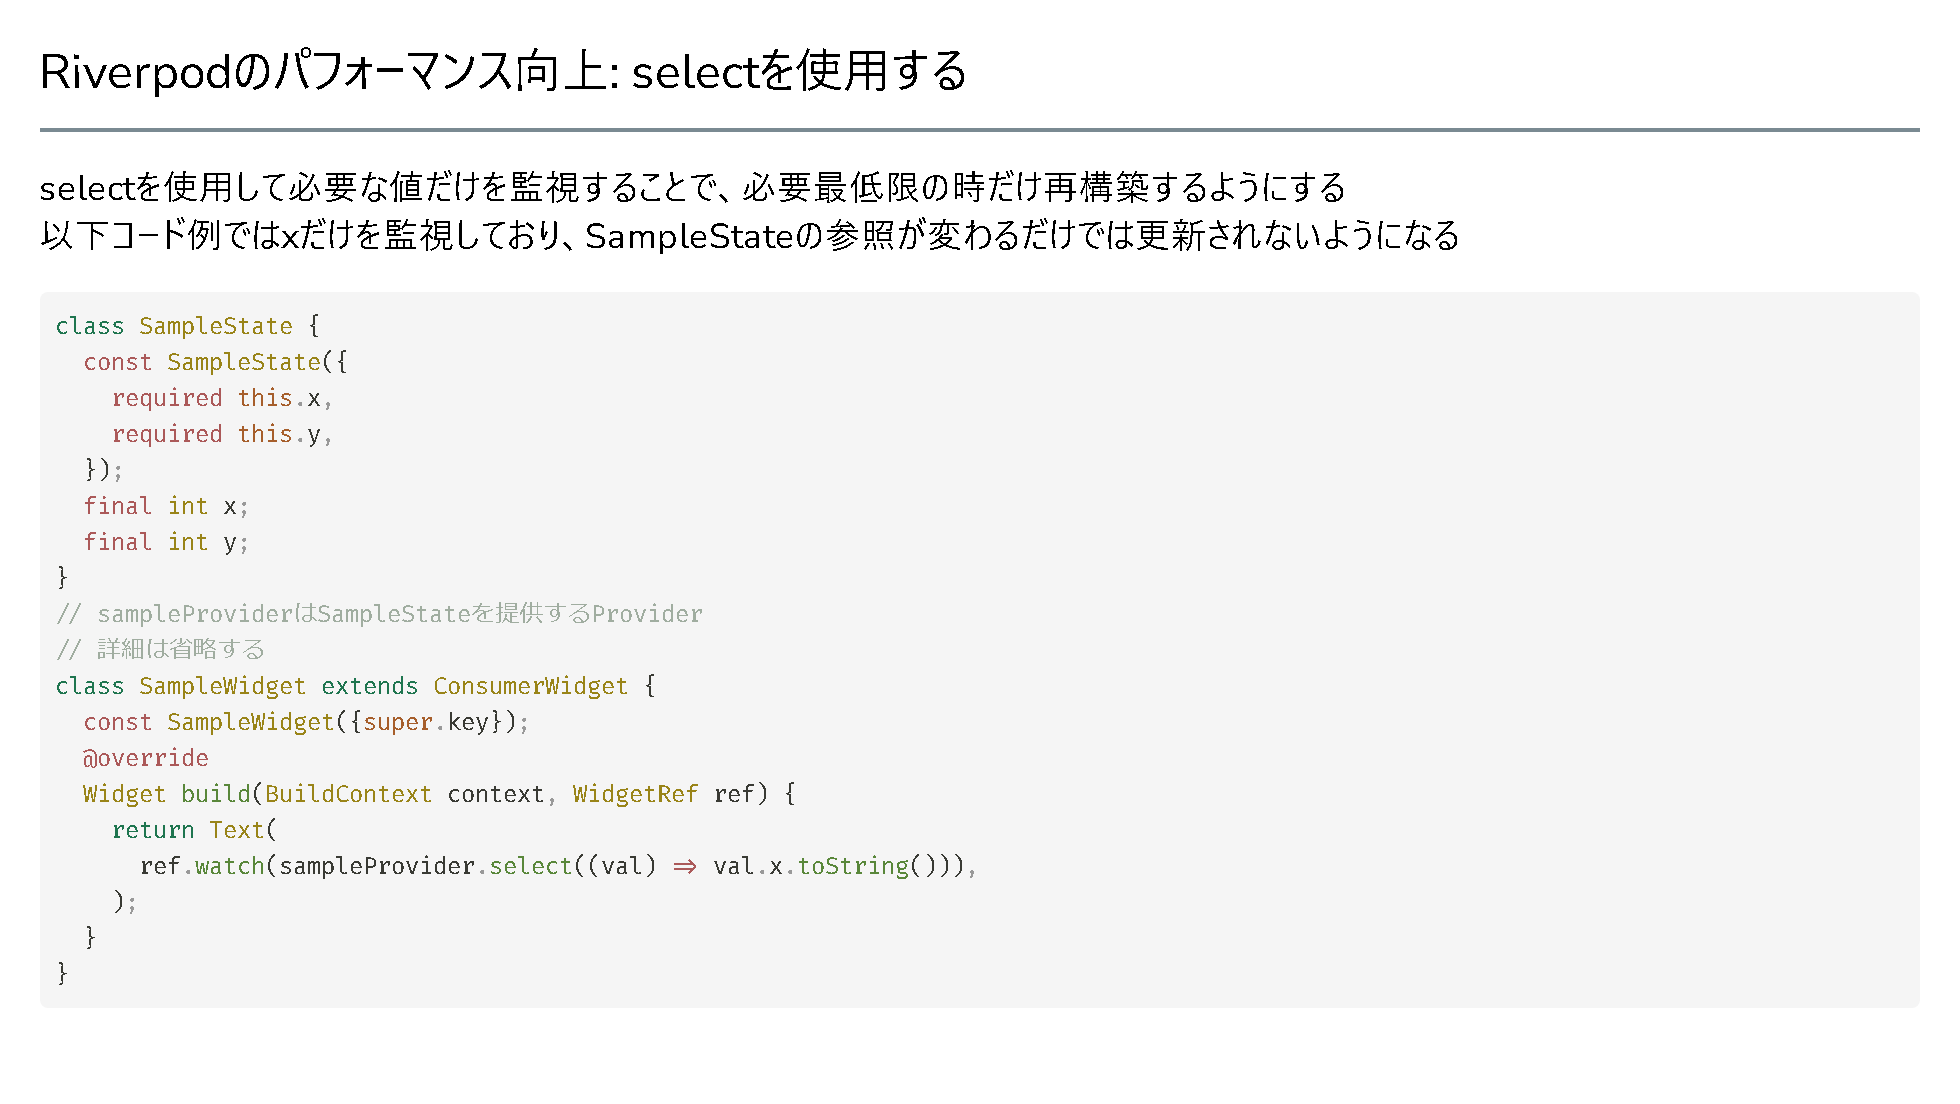 Riverpodのパフォーマンス向上: selectを使用する
selectを使用して必要な値だけを監視することで、必要最低限の時だけ再構築するようにする
以下コード例ではxだけを監視しており、SampleStateの参照が変わるだけでは更新されないようになる
class SampleState {
  const SampleState({
    required this.x,
    required this.y,
  });
  final int x;
  final int y;
}
// sampleProviderはSampleStateを提供するProvider
// 詳細は省略する
class SampleWidget extends ConsumerWidget {
  const SampleWidget({super.key});
  @override
  Widget build(BuildContext context, WidgetRef ref) {
    return Text(
      ref.watch(sampleProvider.select((val) => val.x.toString())),
    );
  }
}